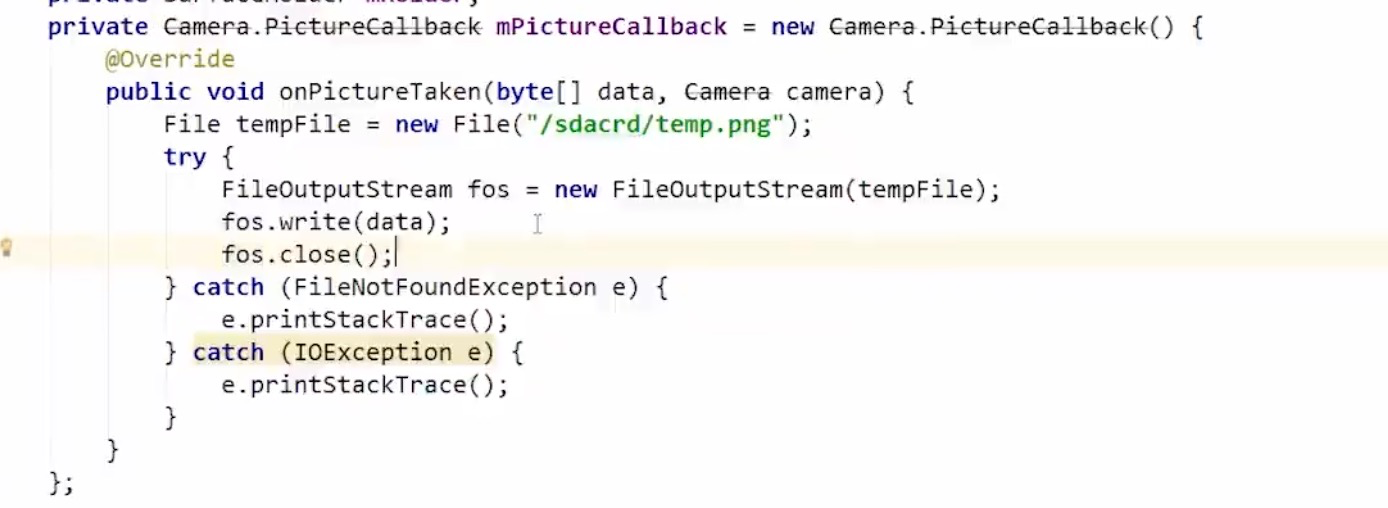 private Camera.PictureCallback mPictureCallback = new Camera.PictureCallback() {
@Override
public void onPictureTaken(byte[] data, Camera camera) {
File tempFile = new File("/sdacrd/temp.png");
try {
FileOutputStream fos = new FileOutputStream(tempFile);
fos.write(data);
fos.close();
} catch (FileNotFoundException e) {
e.printStackTrace();
} catch (IOException e) {
e.printStackTrace();
}
}
};